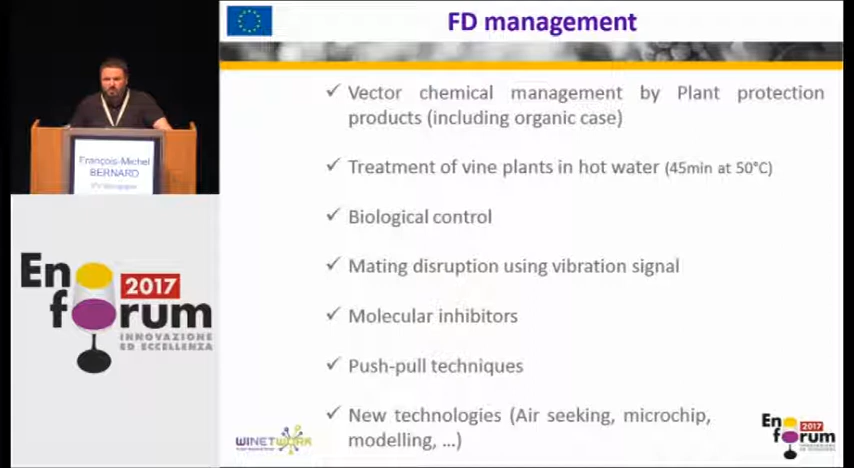 FD management
✓ Vector chemical management by Plant protection
products (including organic case)
✓ Treatment of vine plants in hot water (45min at 50°C)
✓ Biological control
✓ Mating disruption using vibration signal
✓ Molecular inhibitors
✓ Push-pull techniques
✓ New technologies (Air seeking, microchip,
modelling, ...)
François-Michel
BERNARD
En
2017
forum
INNOVAZIONE
ED ECCELLENZA
WINETWORK
En
2017
forum